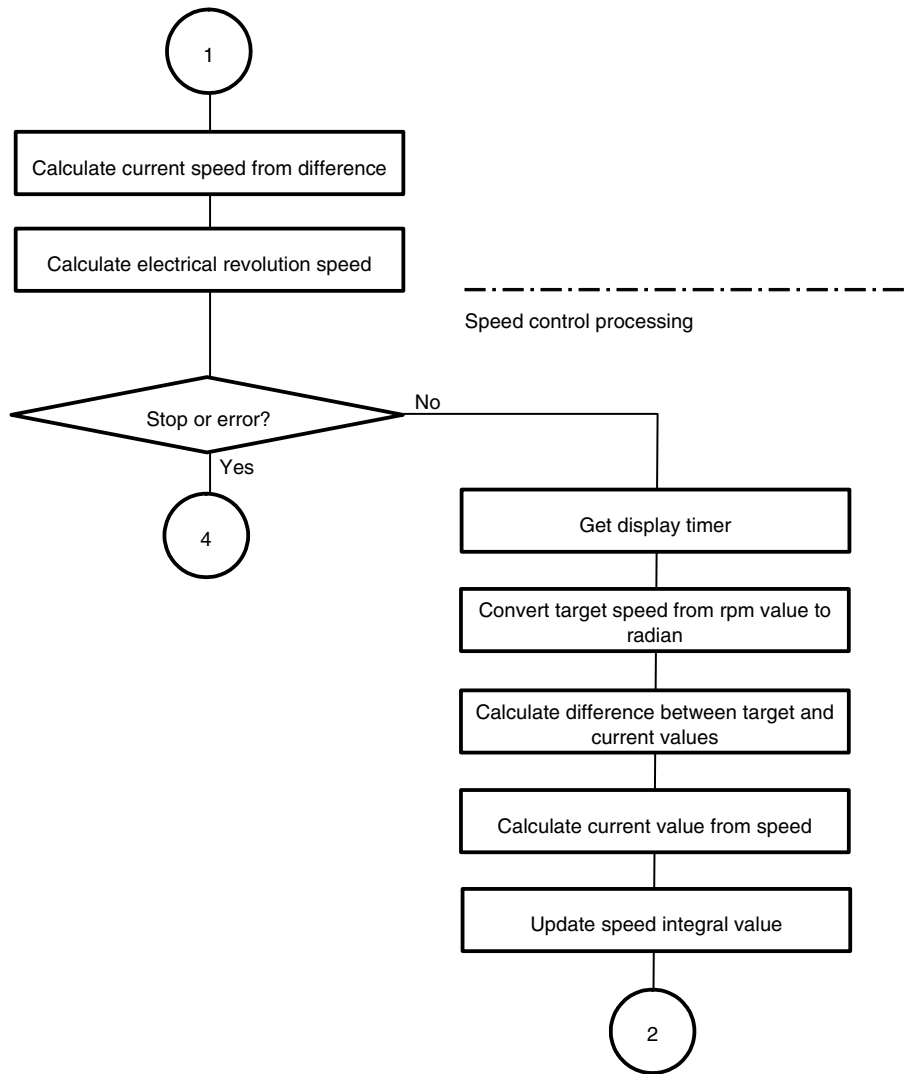 1
Calculate current speed from difference
Calculate electrical revolution speed
Speed control processing
Stop or error?
No
Yes
4
Get display timer
Convert target speed from rpm value to
radian
Calculate difference between target and
current values
Calculate current value from speed
Update speed integral value
2